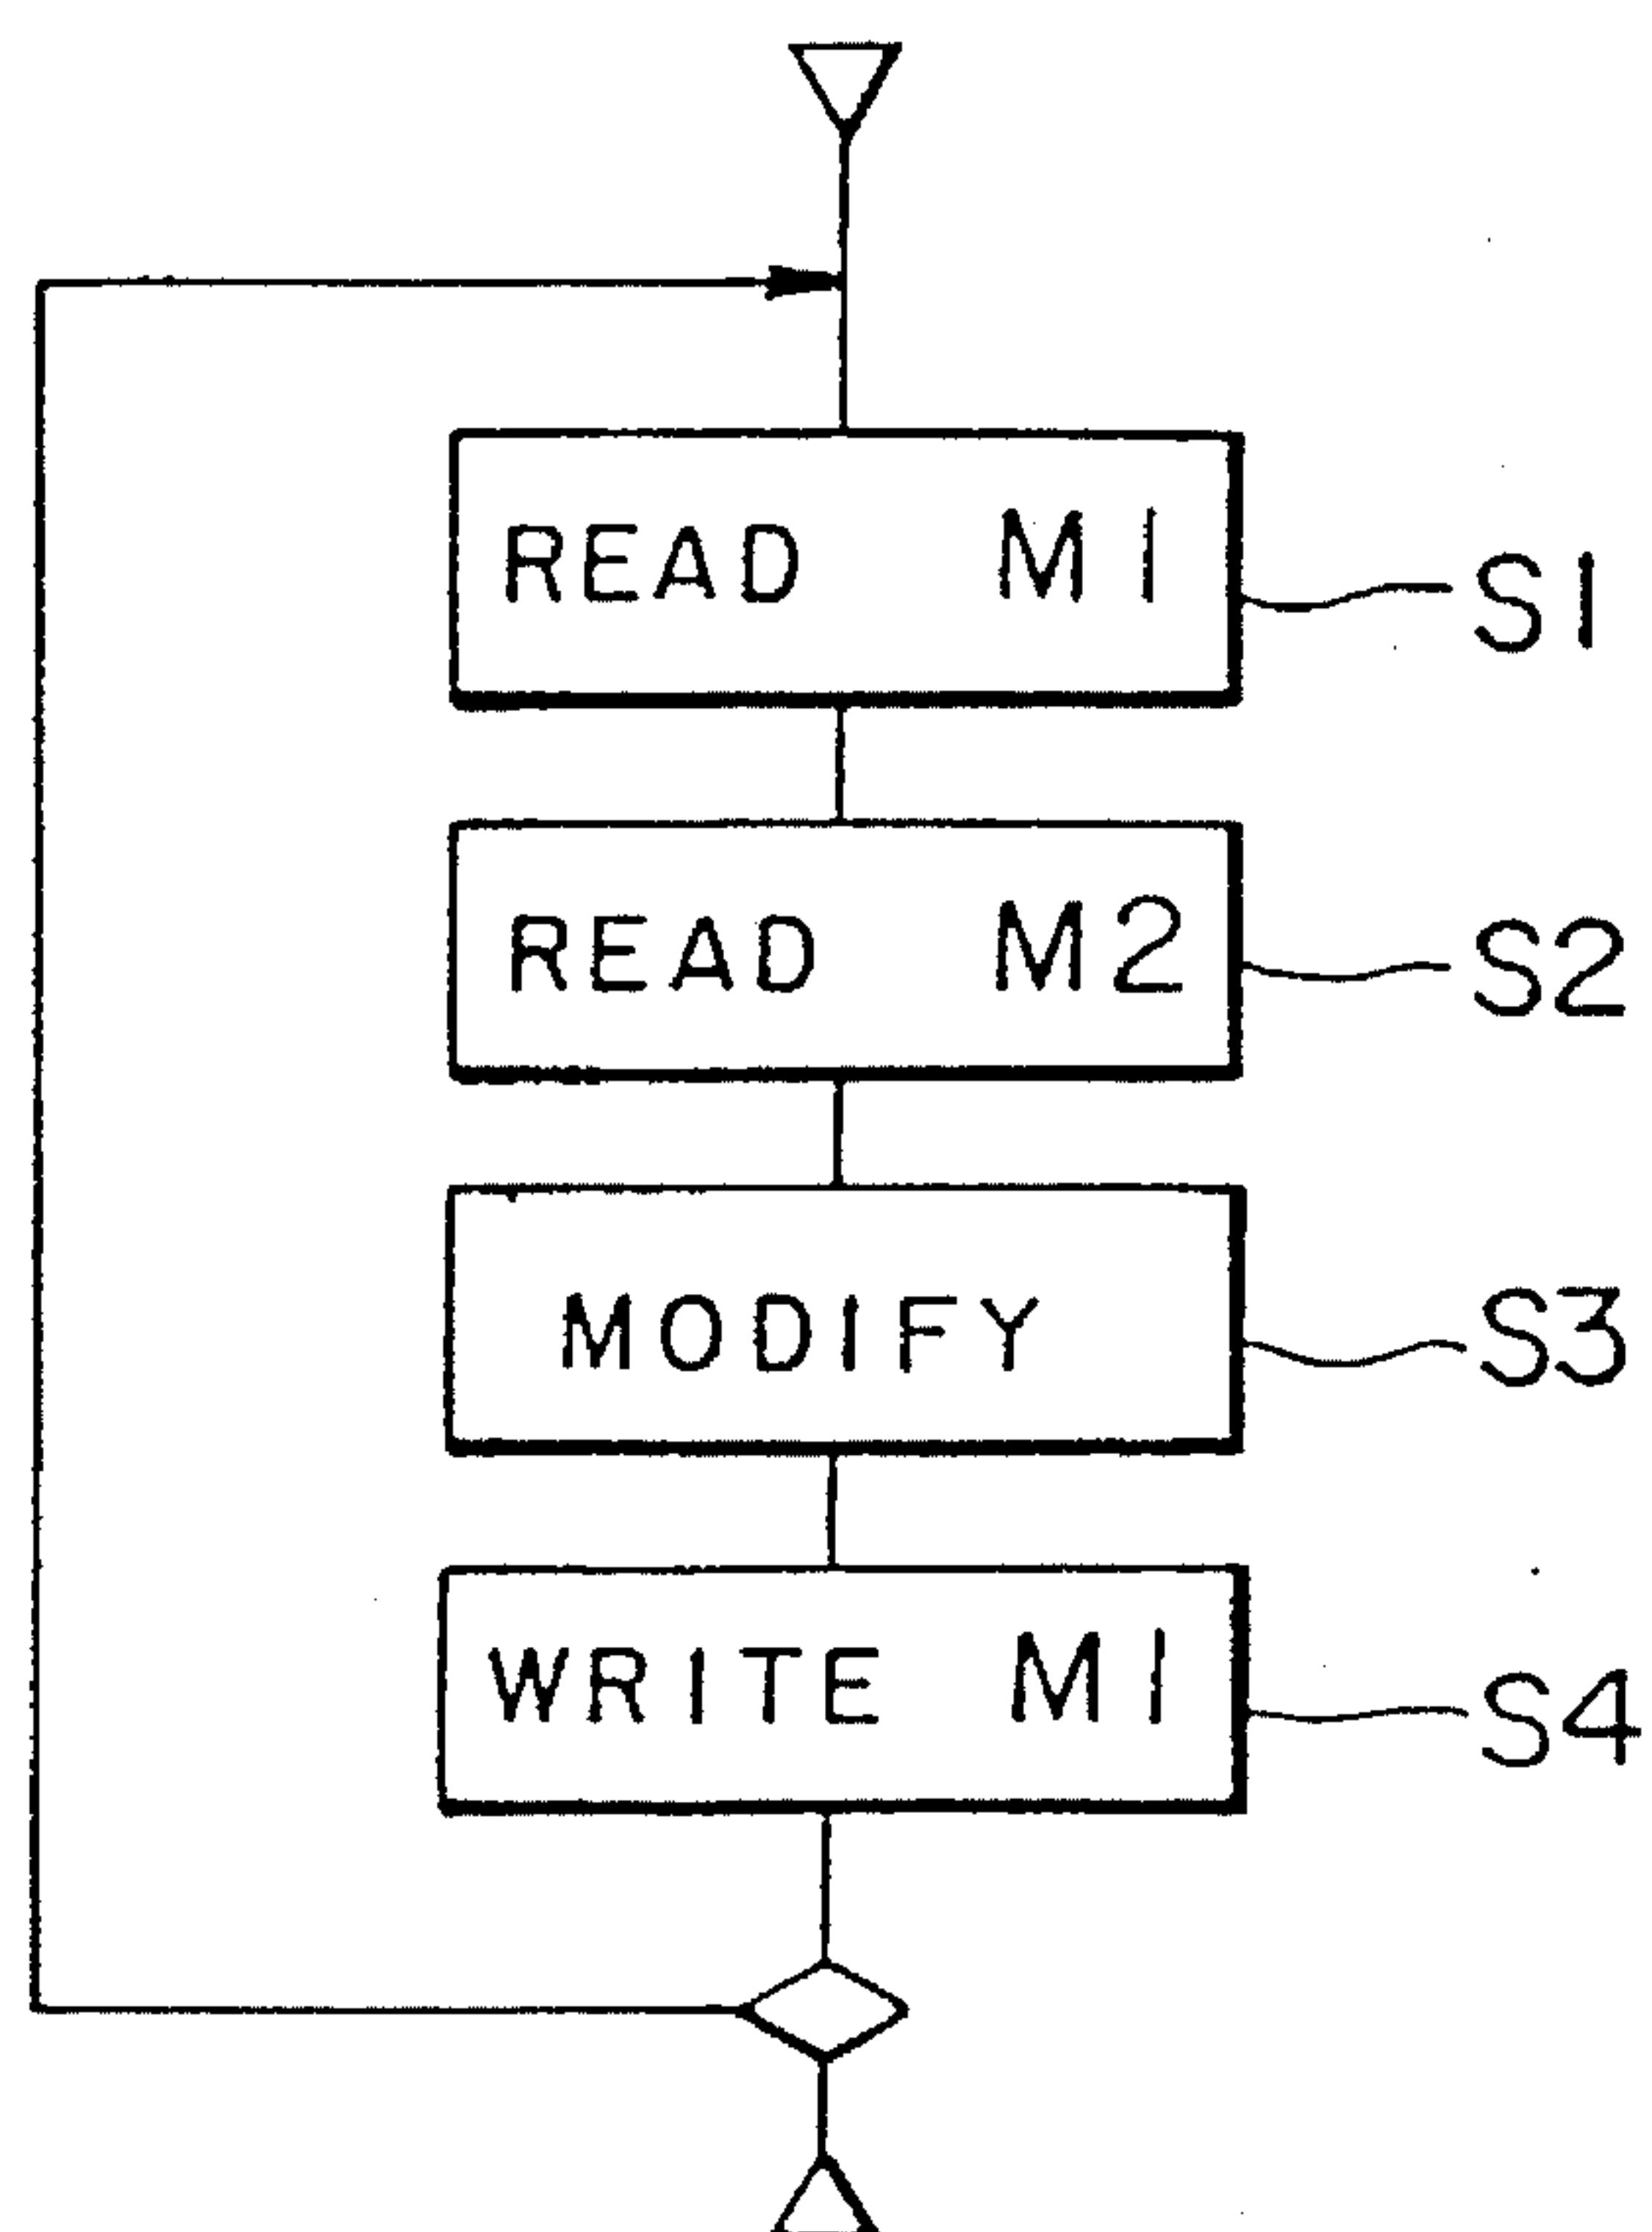 READ M1
S1
READ M2
S2
MODIFY
S3
WRITE M1
S4